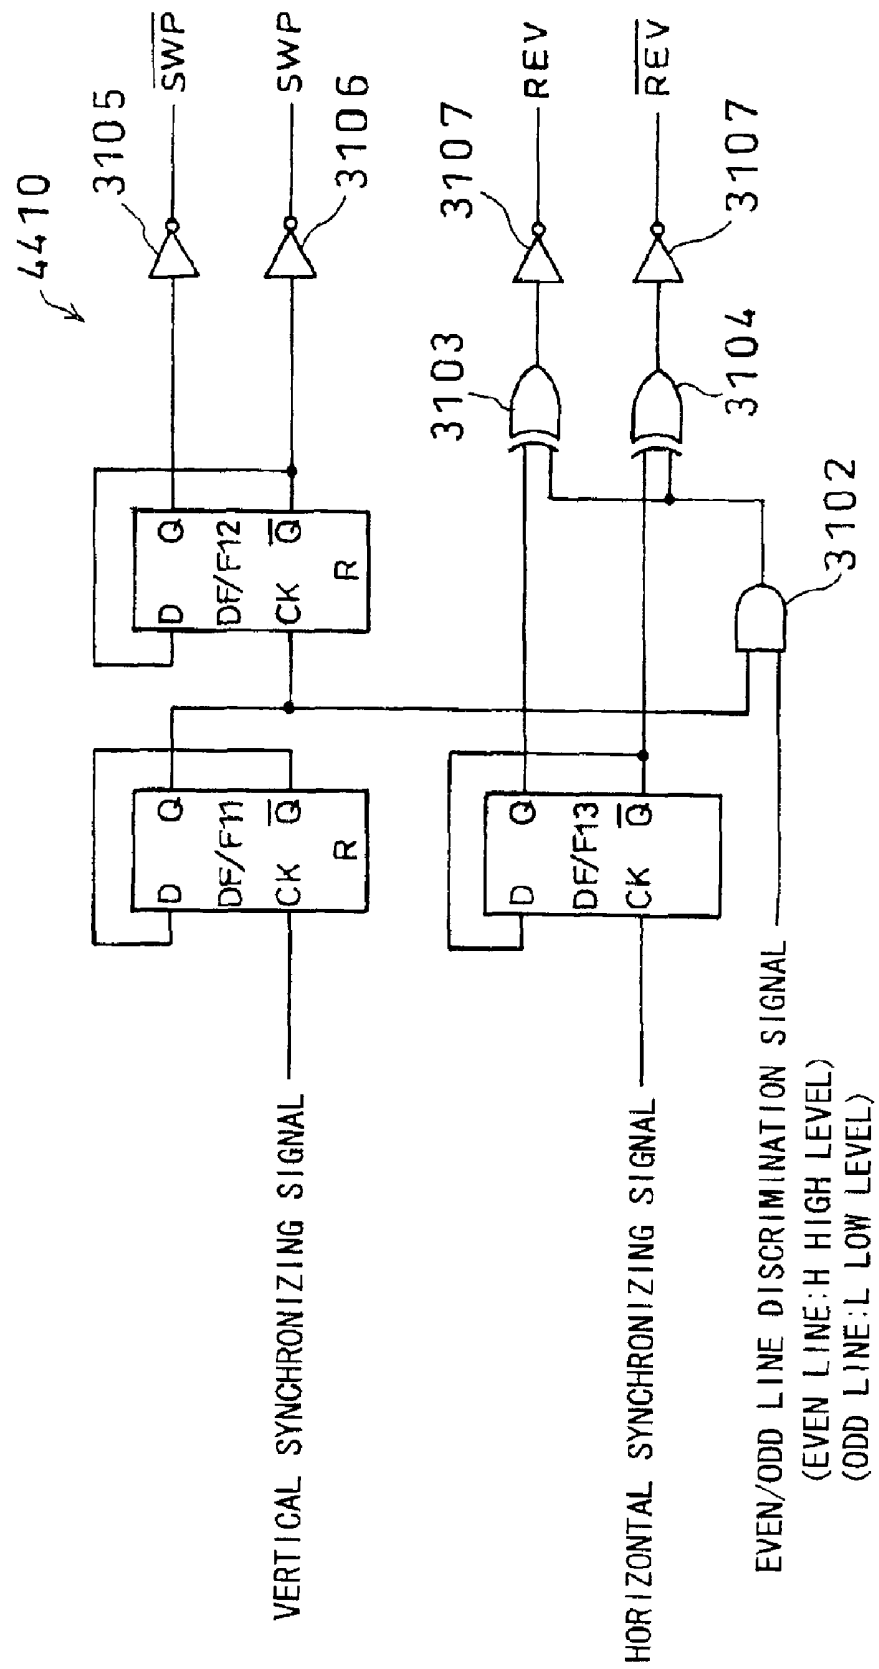 4410
3105
SWP
SWP
3106
D
Q
DF/F11
CK
Q
R
D
Q
DF/F12
CK
Q
R
VERTICAL SYNCHRONIZING SIGNAL
3107
REV
3103
D
Q
DF/F13
CK
Q
REV
3107
3104
HORIZONTAL SYNCHRONIZING SIGNAL
3102
EVEN/ODD LINE DISCRIMINATION SIGNAL
(EVEN LINE:H HIGH LEVEL)
(ODD LINE:L LOW LEVEL)